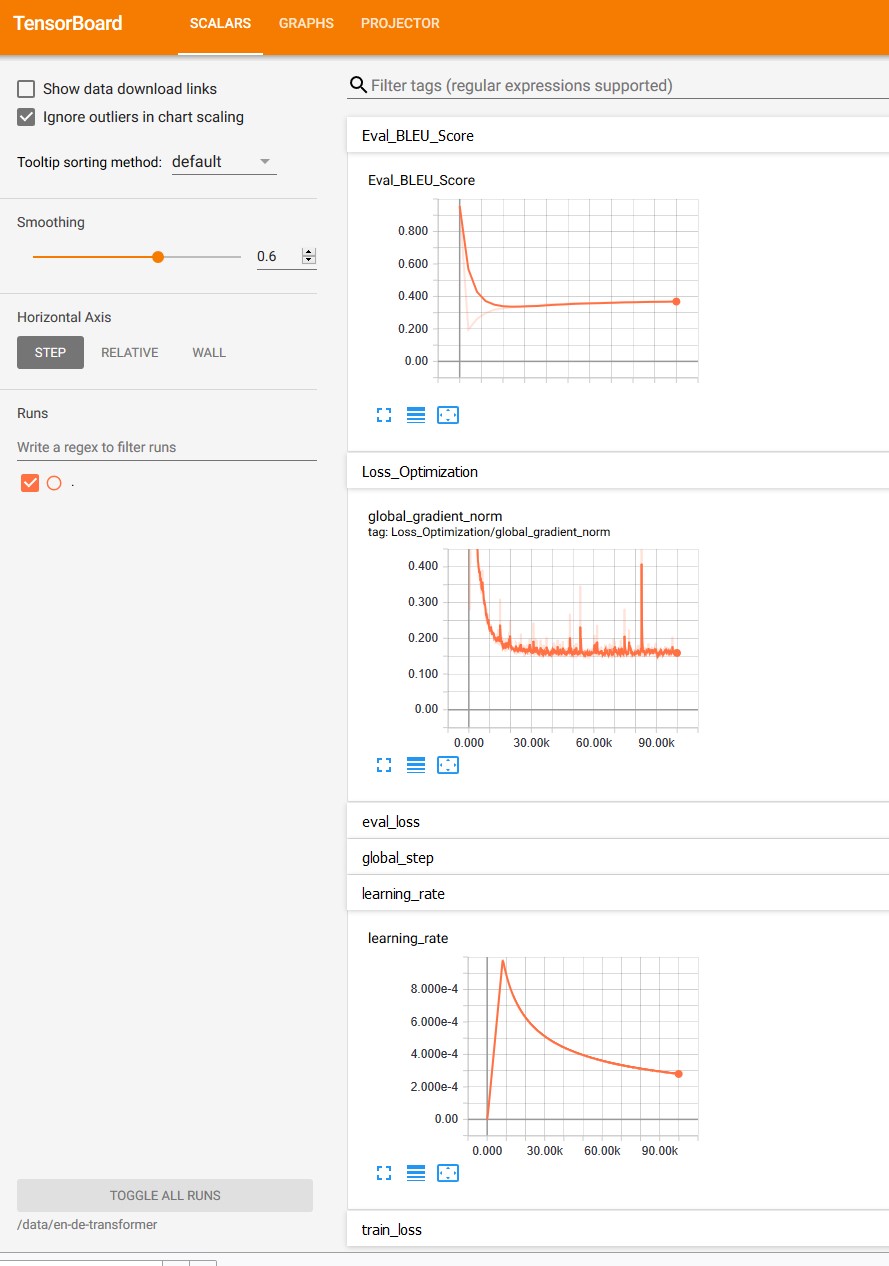 TensorBoard
SCALARS GRAPHS PROJECTOR
Show data download links
Ignore outliers in chart scaling
Tooltip sorting method: default
Smoothing
0.6
Horizontal Axis
STEP RELATIVE WALL
Runs
Write a regex to filter runs
.
TOGGLE ALL RUNS
/data/en-de-transformer
Filter tags (regular expressions supported)
Eval_BLEU_Score
Eval_BLEU_Score
0.800
0.600
0.400
0.200
0.00
Loss_Optimization
global_gradient_norm
tag: Loss_Optimization/global_gradient_norm
0.400
0.300
0.200
0.100
0.00
0.000 30.00k 60.00k 90.00k
eval_loss
global_step
learning_rate
learning_rate
8.000e-4
6.000e-4
4.000e-4
2.000e-4
0.00
0.000 30.00k 60.00k 90.00k
train_loss